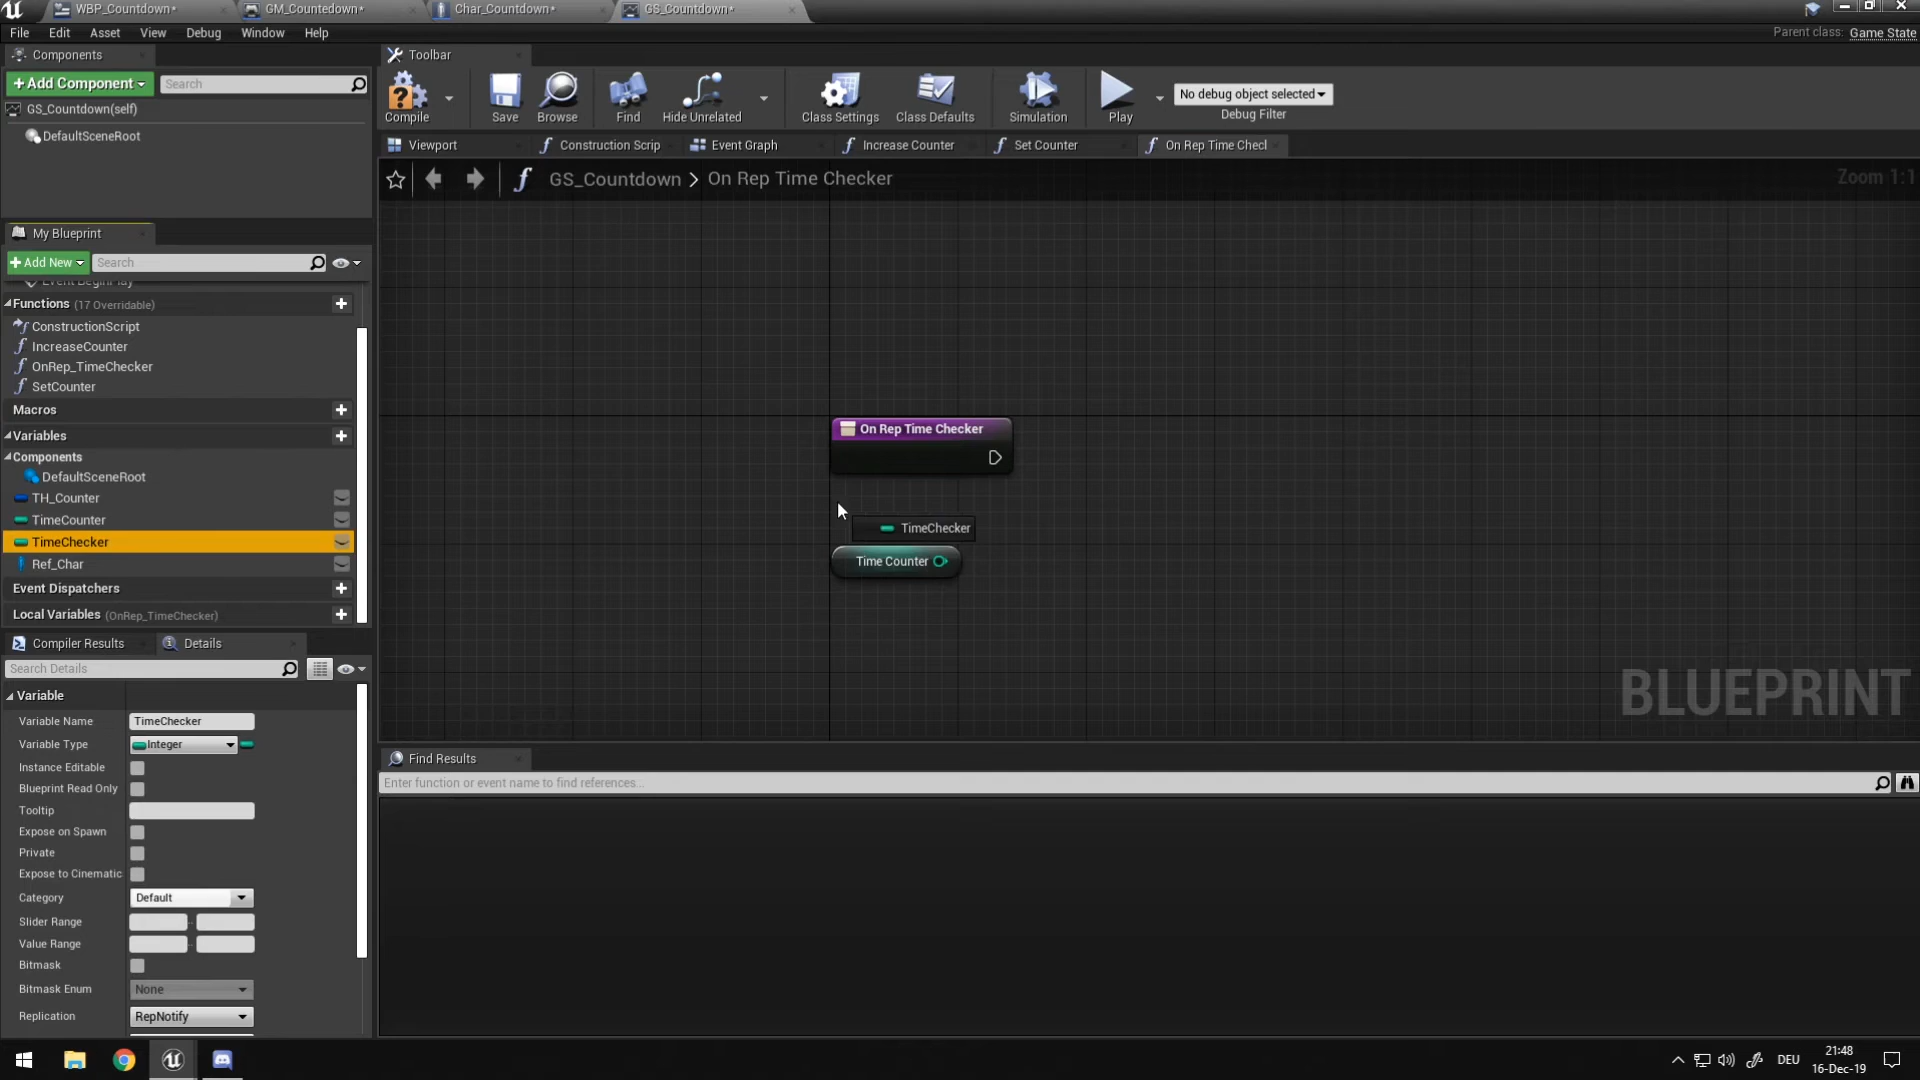 WBP_Countdown* GM_Countedown* Char_Countdown* GS_Countdown*
File Edit Asset View Debug Window Help Parent class: Game State
Components
+Add Component Search
GS_Countdown(self)
DefaultSceneRoot
Toolbar
Compile Save Browse Find Hide Unrelated Class Settings Class Defaults Simulation Play
No debug object selected
Debug Filter
Viewport Construction Scrip Event Graph Increase Counter Set Counter On Rep Time Checl
GS_Countdown > On Rep Time Checker Zoom 1:1
My Blueprint
+Add New Search
Event BeginPlay
Functions (17 Overridable)
ConstructionScript
IncreaseCounter
OnRep_TimeChecker
SetCounter
Macros
Variables
Components
DefaultSceneRoot
TH_Counter
TimeCounter
TimeChecker
Ref_Char
Event Dispatchers
Local Variables (OnRep_TimeChecker)
On Rep Time Checker
TimeChecker
Time Counter
BLUEPRINT
Compiler Results Details
Search Details
Variable
Variable Name TimeChecker
Variable Type Integer
Instance Editable
Blueprint Read Only
Tooltip
Expose on Spawn
Private
Expose to Cinematic
Category Default
Slider Range
Value Range
Bitmask
Bitmask Enum None
Replication RepNotify
Find Results
Enter function or event name to find references...
DEU
21:48
16-Dec-19